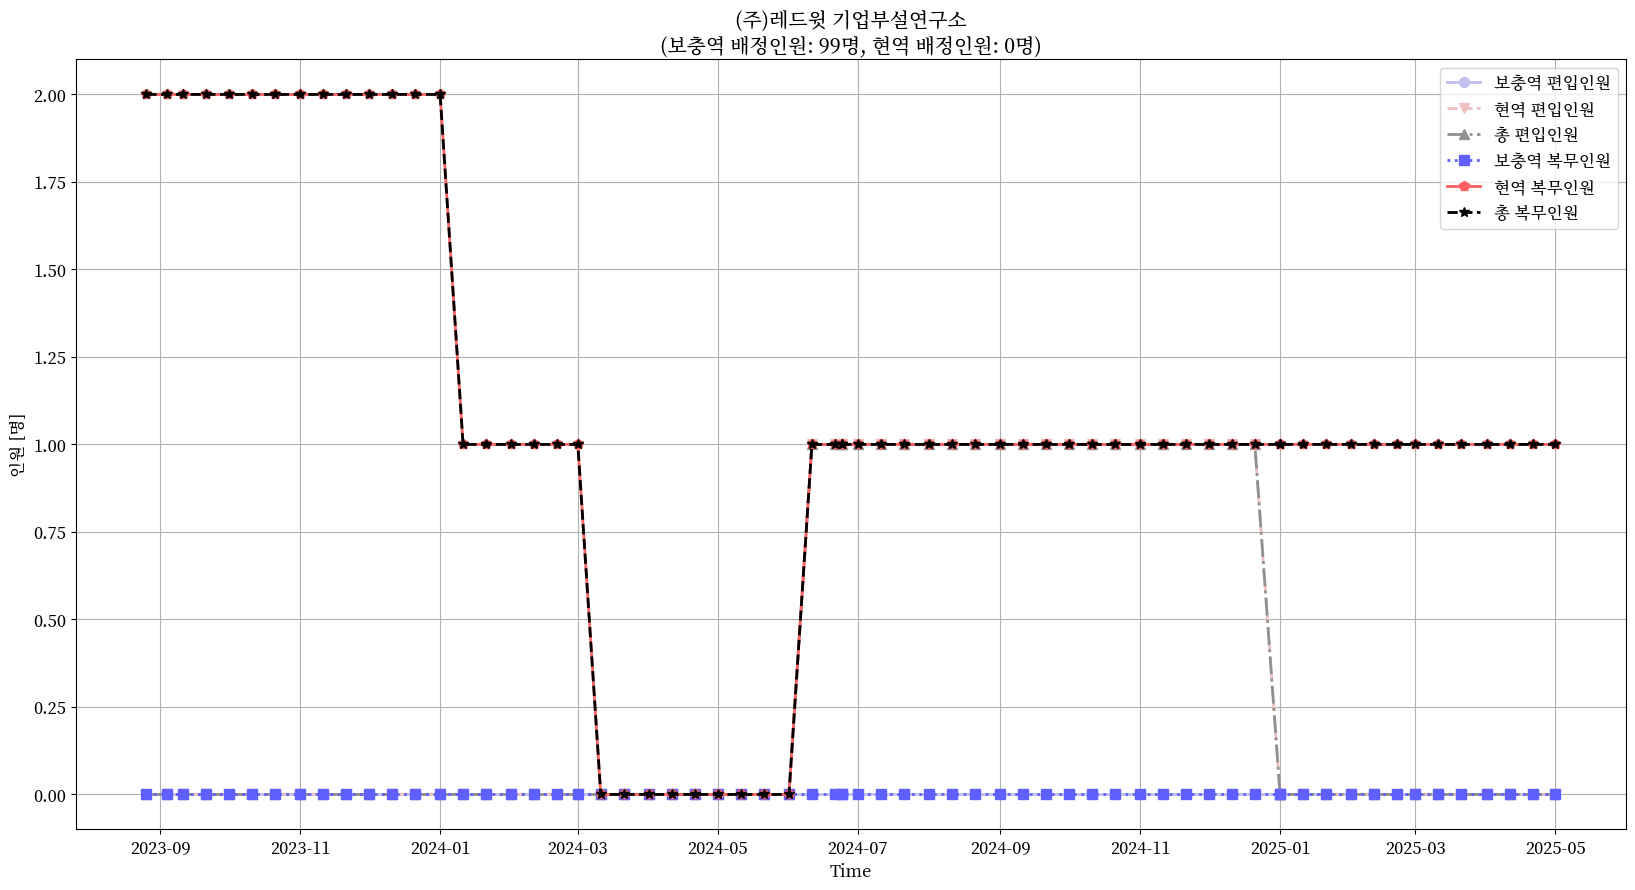 (주)레드윗 기업부설연구소
(보충역 배정인원: 99명, 현역 배정인원: 0명)
보충역 편입인원
현역 편입인원
총 편입인원
보충역 복무인원
현역 복무인원
총 복무인원
인원 [명]
2.00
1.75
1.50
1.25
1.00
0.75
0.50
0.25
0.00
2023-09 2023-11 2024-01 2024-03 2024-05 2024-07 2024-09 2024-11 2025-01 2025-03 2025-05
Time